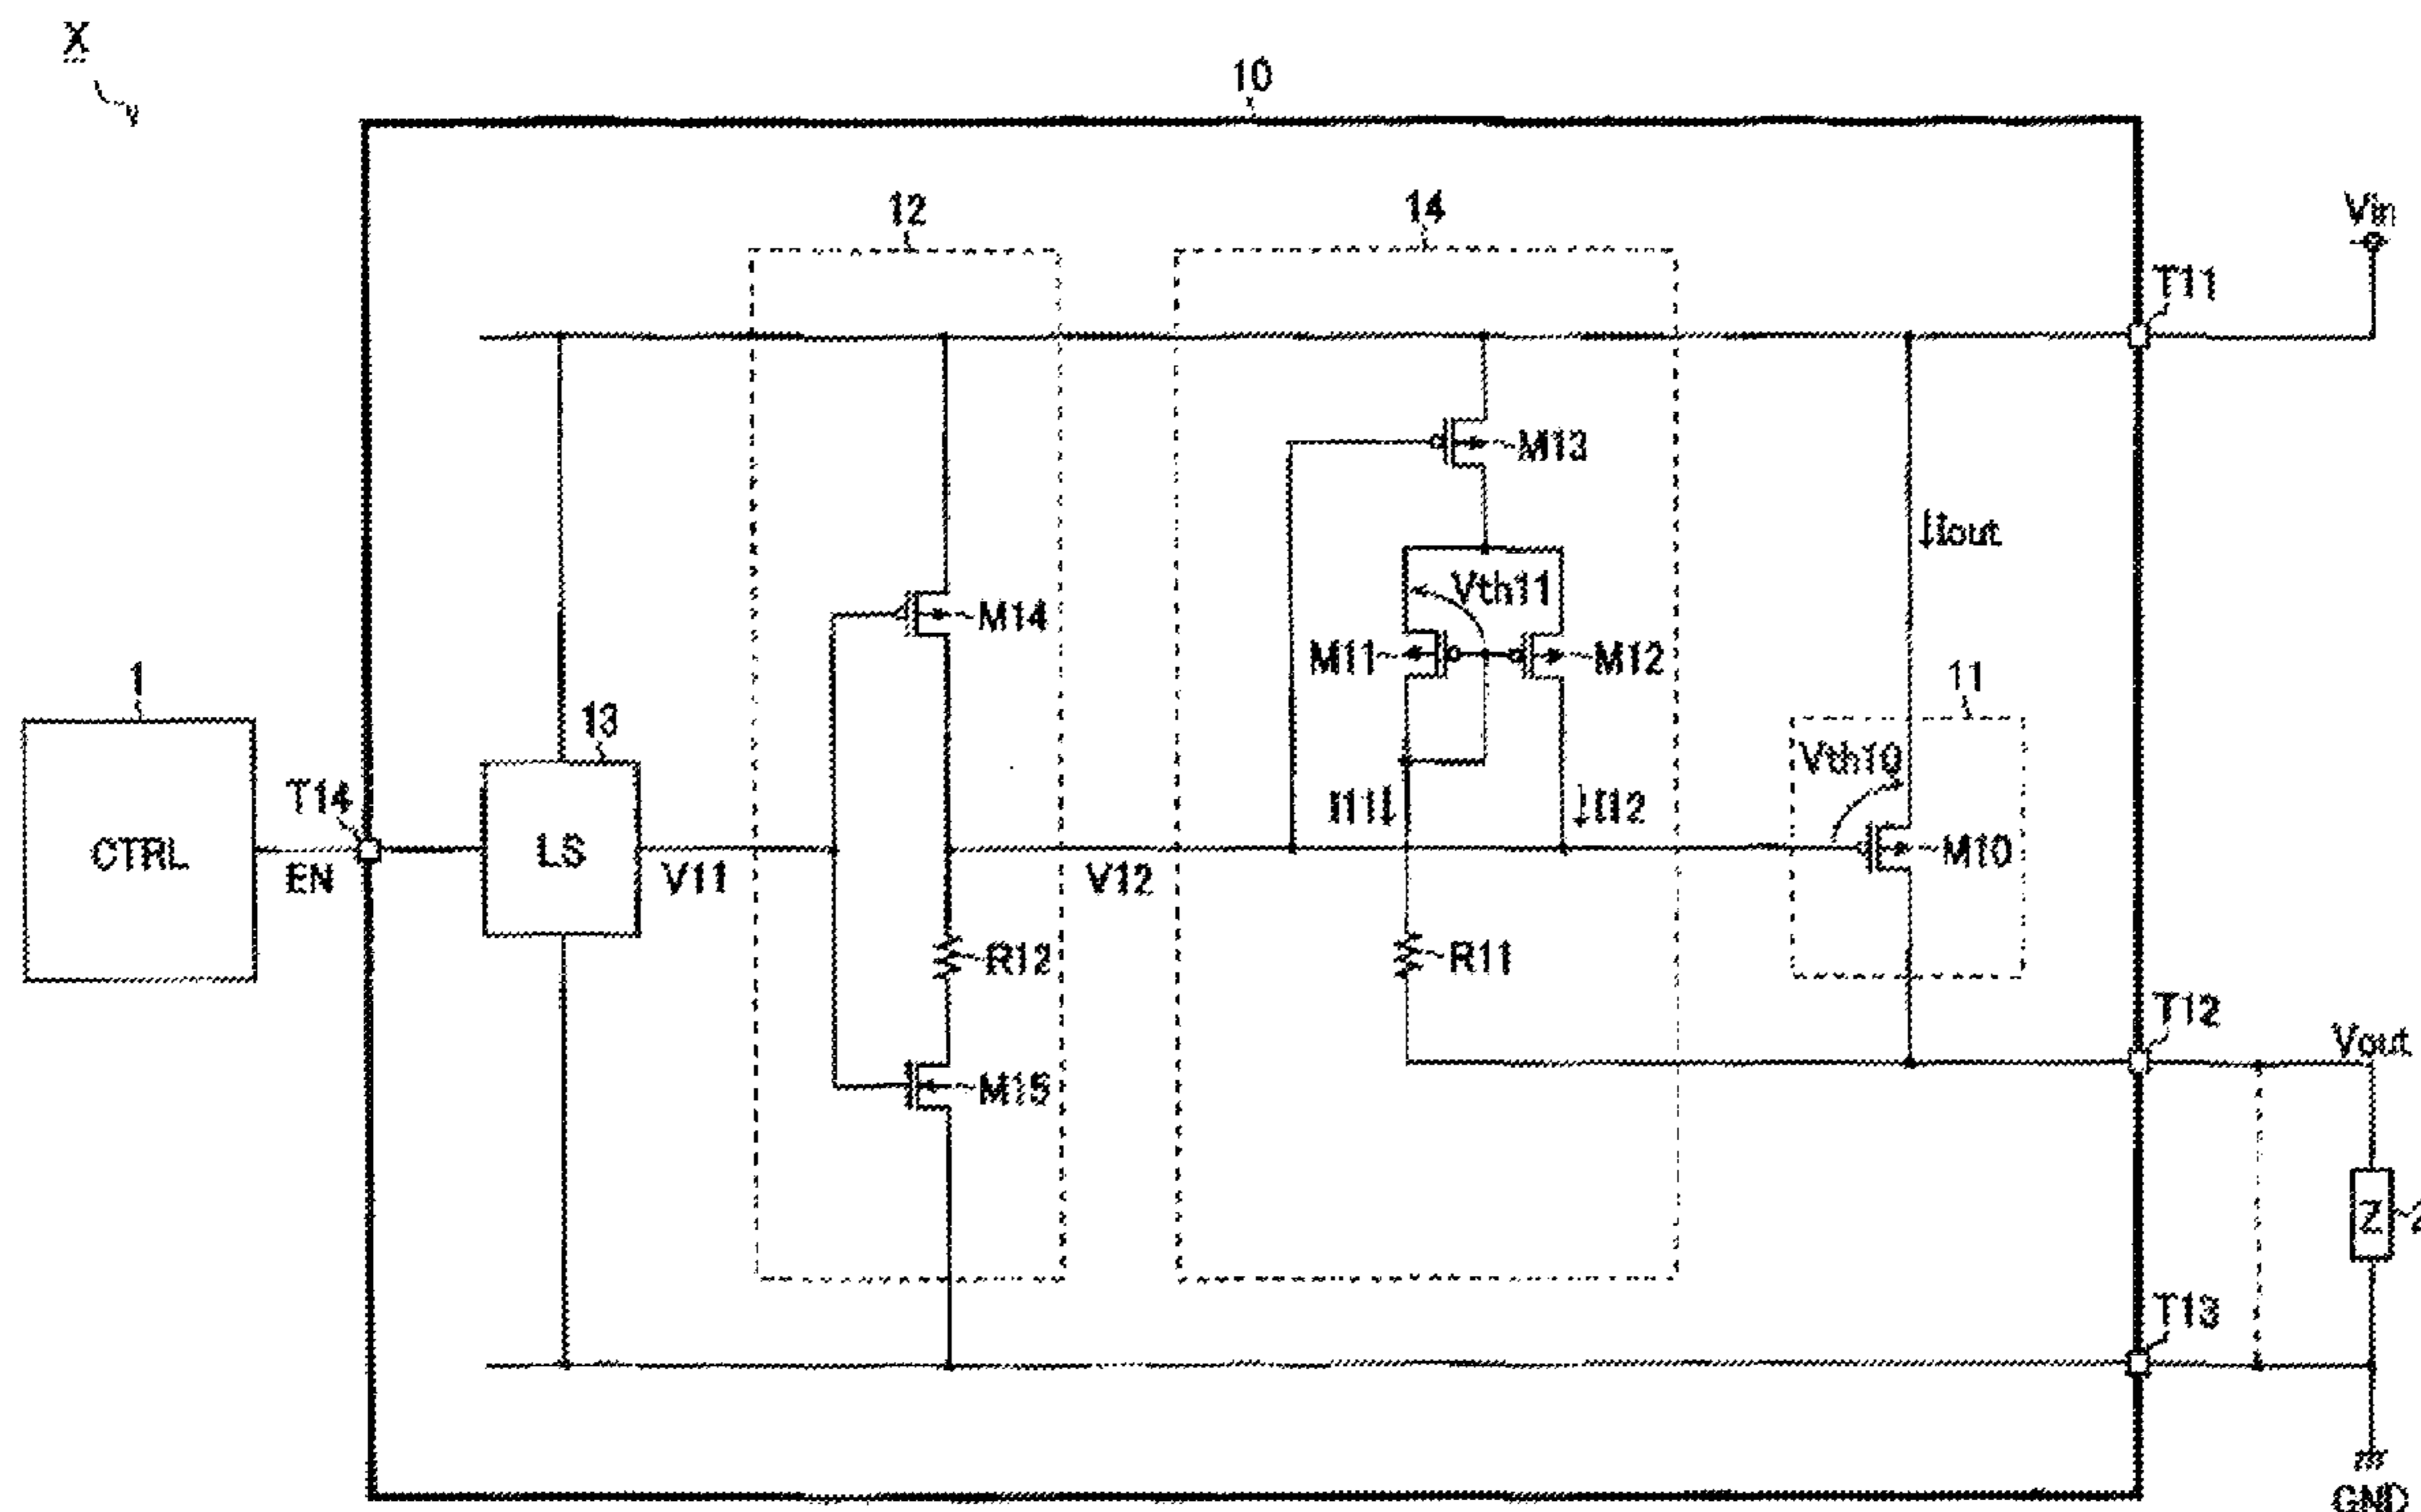 X
10
12
14
Vin
T11
M13
Iout
Vth11
M14
M11
M12
1
13
11
Vth10
T14
I11
I12
CTRL
EN
LS
V11
V12
M10
R12
R11
T12
Vout
M15
Z
2
T13
GND